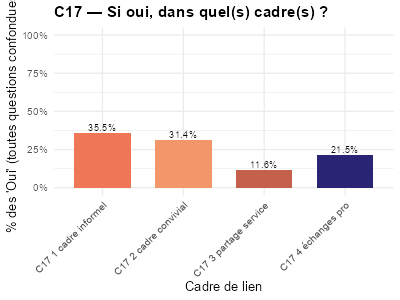 C17 — Si oui, dans quel(s) cadre(s) ?
% des 'Oui' (toutes questions confondue
100%
75%
50%
25%
0%
35.5%
31.4%
11.6%
21.5%
C17 1 cadre informel
C17 2 cadre convivial
C17 3 partage service
C17 4 échanges pro
Cadre de lien